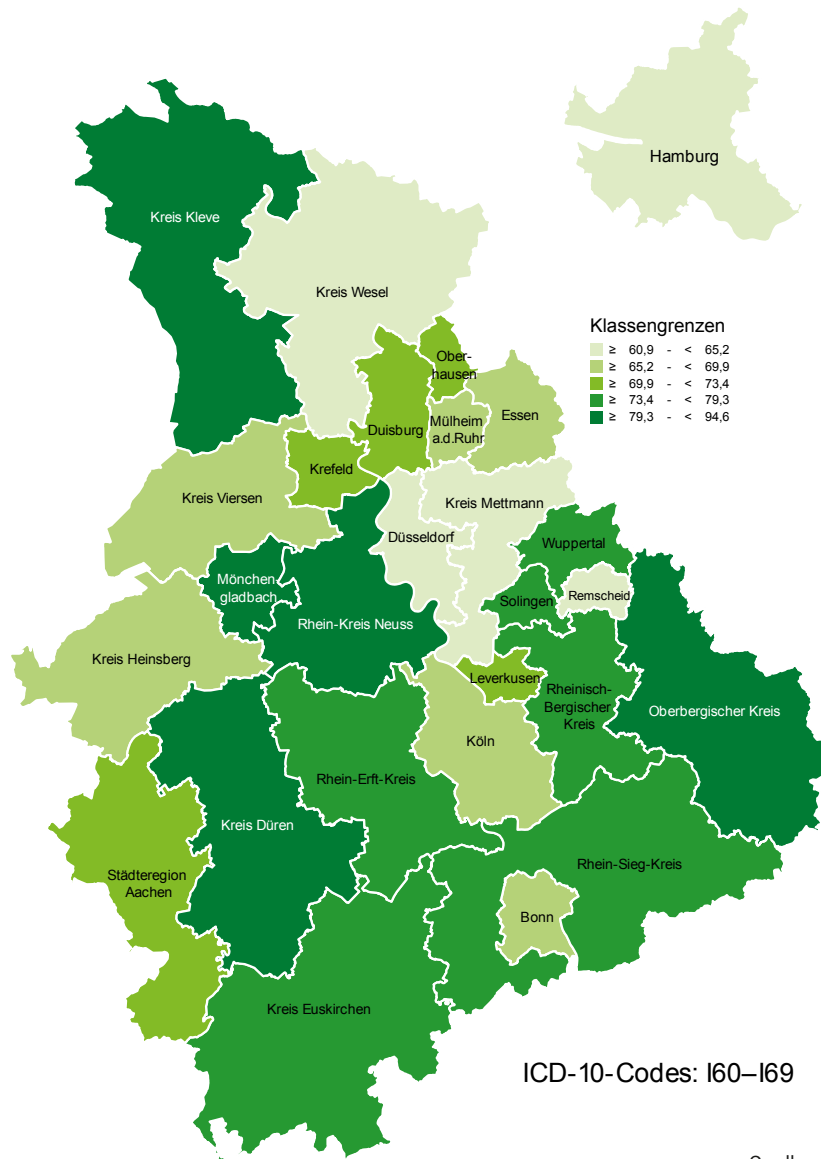 Hamburg
Kreis Kleve
Kreis Wesel
Klassengrenzen
≥ 60,9 - < 65,2
≥ 65,2 - < 69,9
≥ 69,9 - < 73,4
≥ 73,4 - < 79,3
≥ 79,3 - < 94,6
Ober-
hausen
Essen
Mülheim
a.d.Ruhr
Duisburg
Krefeld
Kreis Viersen
Kreis Mettmann
Düsseldorf
Wuppertal
Mönchen
gladbach
Solingen
Remscheid
Rhein-Kreis Neuss
Kreis Heinsberg
Leverkusen
Rheinisch-
Bergischer
Kreis
Oberbergischer Kreis
Köln
Rhein-Erft-Kreis
Kreis Düren
Städteregion
Aachen
Rhein-Sieg-Kreis
Bonn
Kreis Euskirchen
ICD-10-Codes: I60–I69